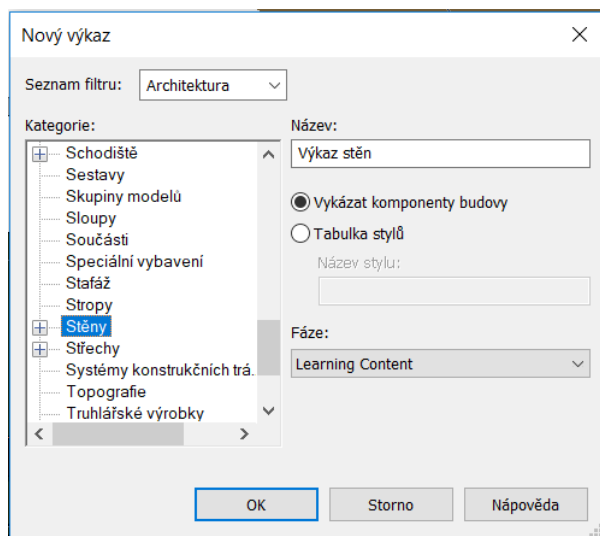 Nový výkaz
Seznam filtru: Architektura
Kategorie:
Schodiště
Sestavy
Skupiny modelů
Sloupy
Součásti
Speciální vybavení
Stafáž
Stropy
Stěny
Střechy
Systémy konstrukčních trá.
Topografie
Truhlářské výrobky
Název:
Výkaz stěn
Vykázat komponenty budovy
Tabulka stylů
Název stylu:
Fáze:
Learning Content
OK Storno Nápověda